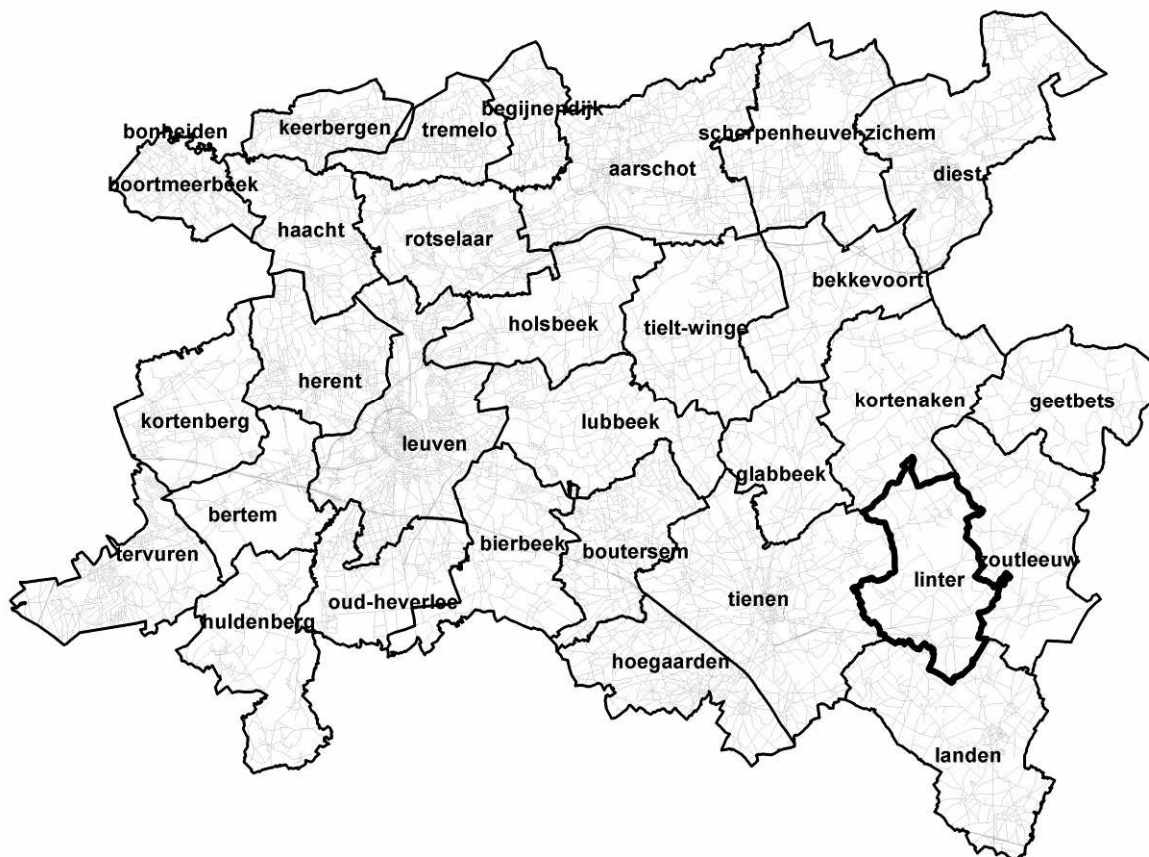 begijnendijk
bonheiden
keerbergen
tremelo
scherpenheuvel-zichem
boortmeerbeek
aarschot
diest
haacht
rotselaar
bekkevoort
holsbeek
tielt-winge
herent
kortenaken
geetbets
kortenberg
lubbeek
leuven
glabbeek
bertem
bierbeek
boutersem
tervuren
zoutleeuw
linter
oud-heverlee
tienen
huldenberg
hoegaarden
landen